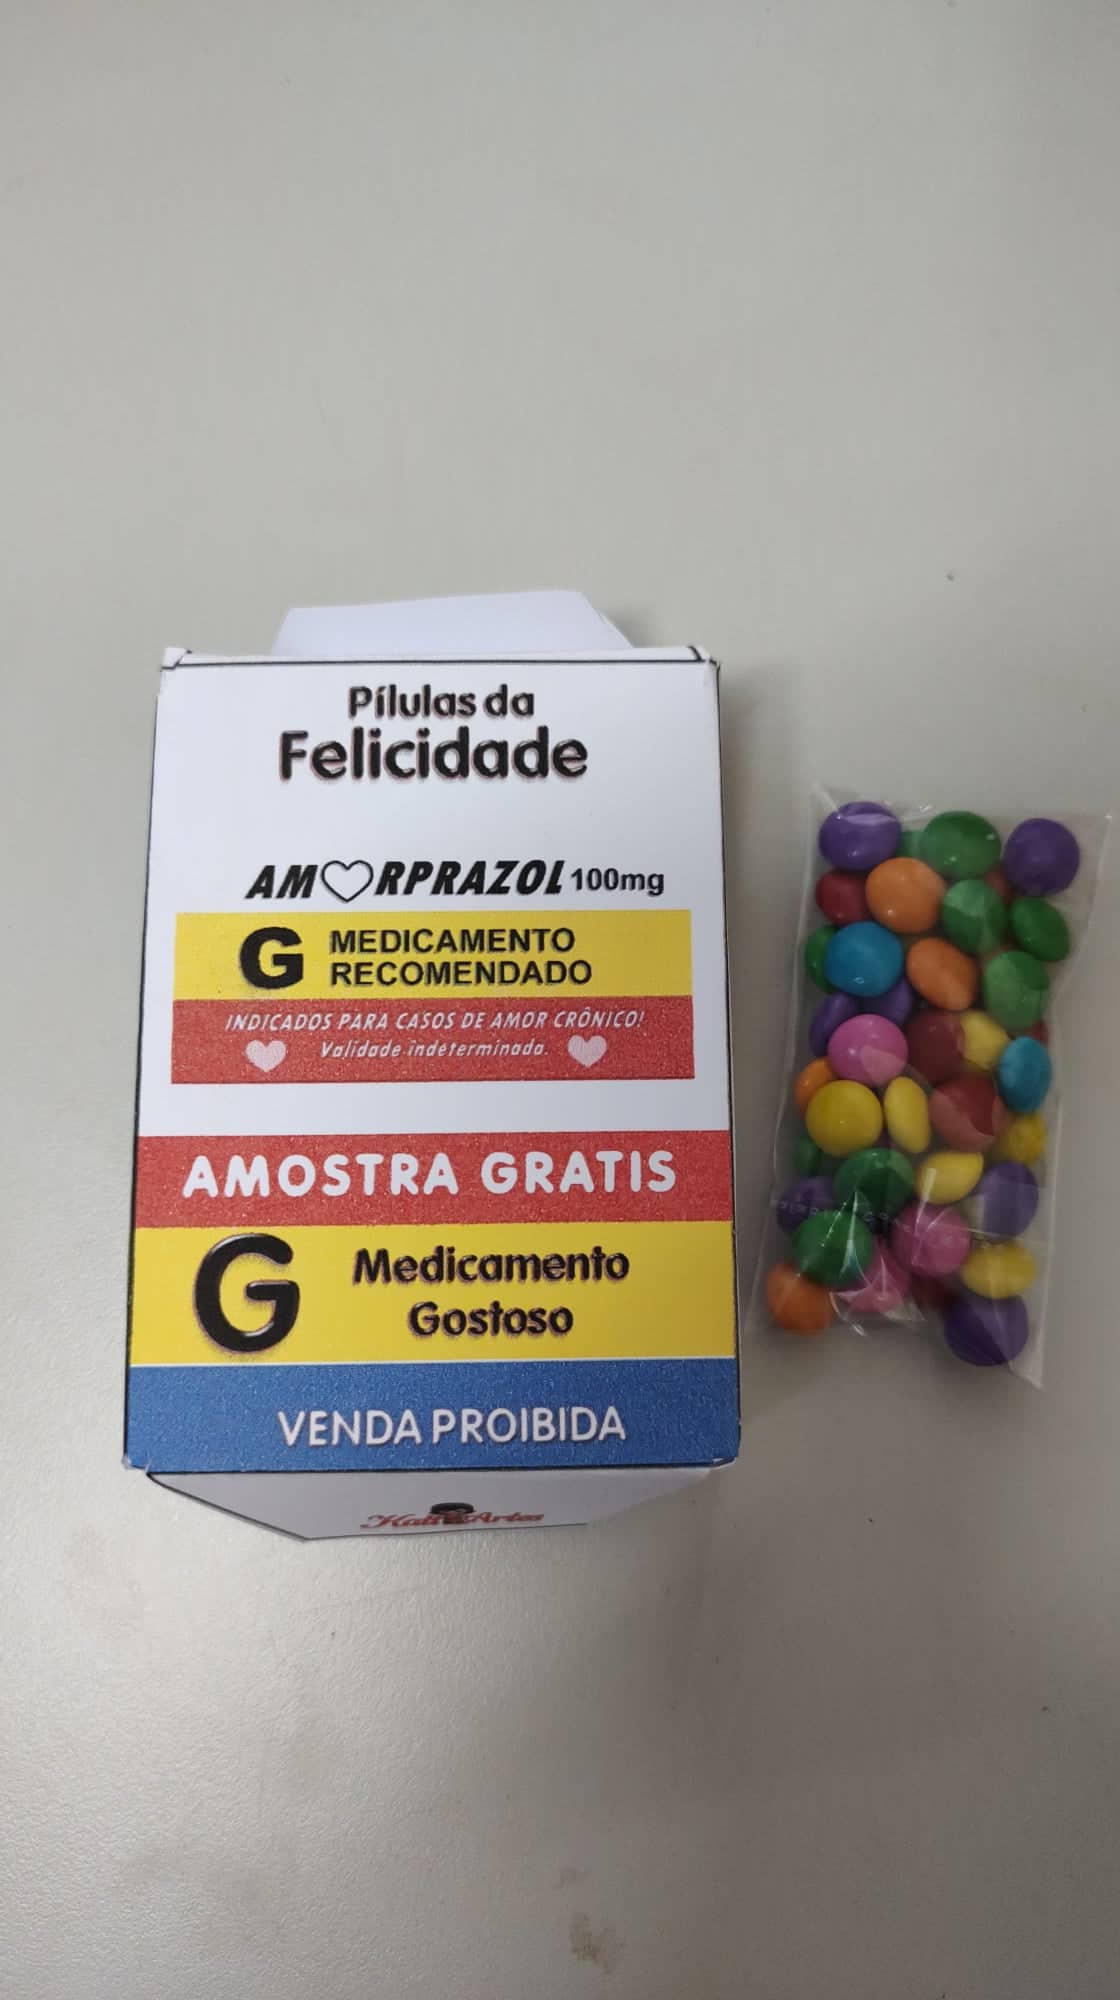 Pílulas da
Felicidade
AM♡RPRAZOL 100mg
G MEDICAMENTO
RECOMENDADO
INDICADOS PARA CASOS DE AMOR CRÔNICO!
Validade indeterminada.
AMOSTRA GRATIS
G Medicamento
Gostoso
VENDA PROIBIDA
Artes